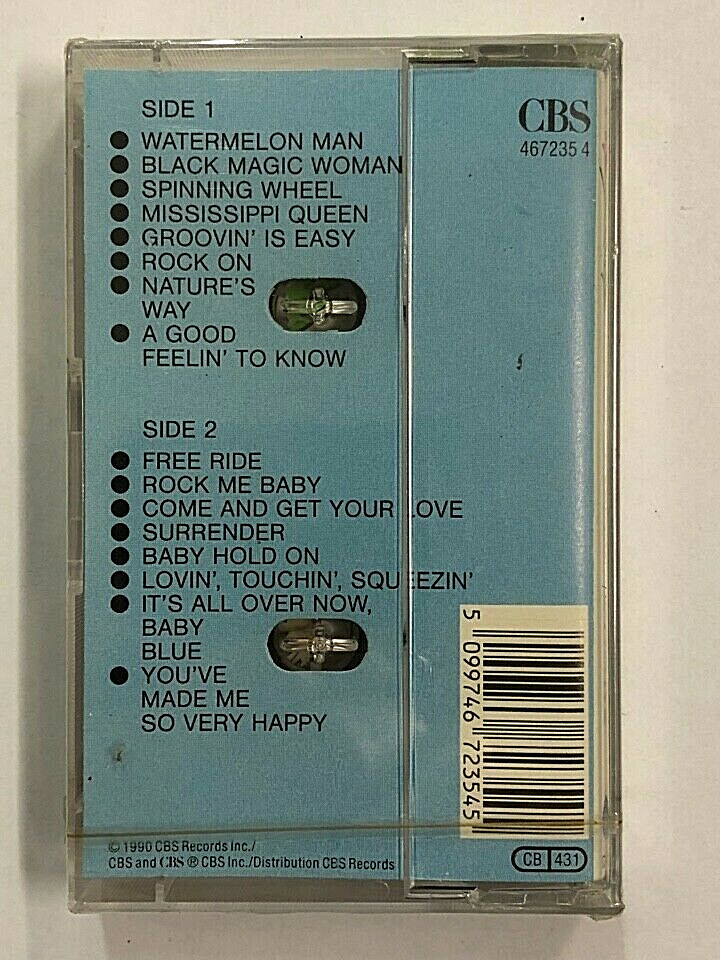 SIDE 1
● WATERMELON MAN
● BLACK MAGIC WOMAN
● SPINNING WHEEL
● MISSISSIPPI QUEEN
● GROOVIN' IS EASY
● ROCK ON
● NATURE'S
WAY
● A GOOD
FEELIN' TO KNOW
SIDE 2
● FREE RIDE
● ROCK ME BABY
● COME AND GET YOUR LOVE
● SURRENDER
● BABY HOLD ON
● LOVIN', TOUCHIN', SQUEEZIN'
● IT'S ALL OVER NOW,
BABY
BLUE
● YOU'VE
MADE ME
SO VERY HAPPY
© 1990 CBS Records Inc./
CBS and CBS ® CBS Inc./Distribution CBS Records
CBS
467235 4
5 099746 723545
CB 431